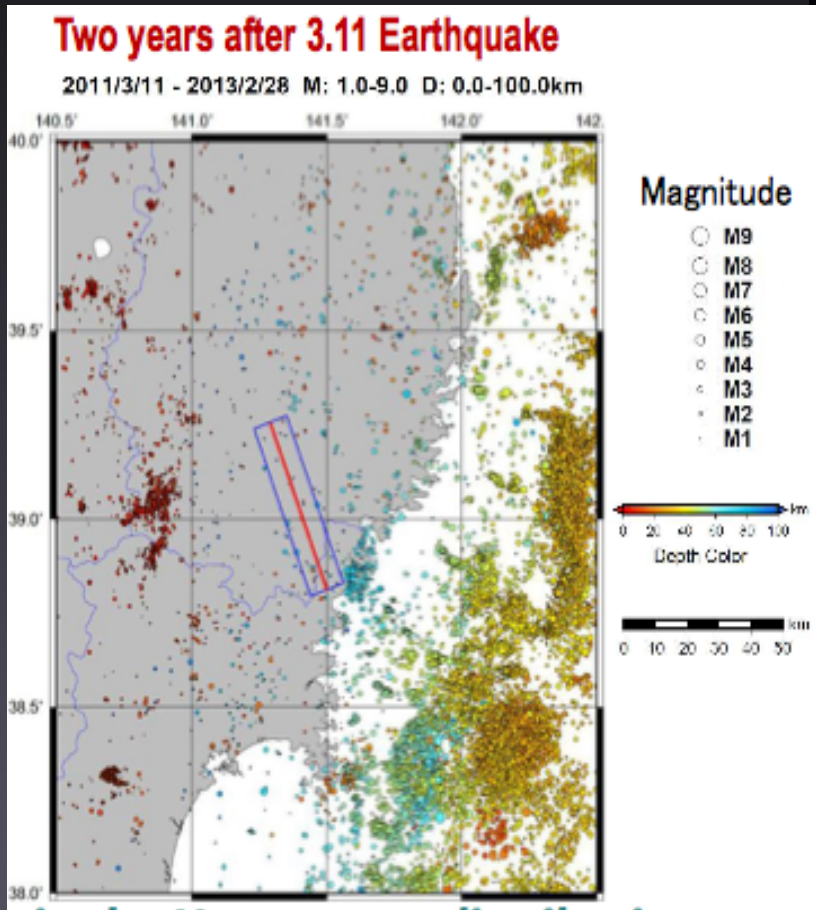 Two years after 3.11 Earthquake
2011/3/11 - 2013/2/28 M: 1.0-9.0 D: 0.0-100.0km
140.5' 141.0' 141.5' 142.0' 142.
40.0'
39.5'
39.0'
38.5'
38.0'
Magnitude
M9
M8
M7
M6
M5
M4
M3
M2
M1
km
0 20 40 60 80 100
Depth Color
km
0 10 20 30 40 50